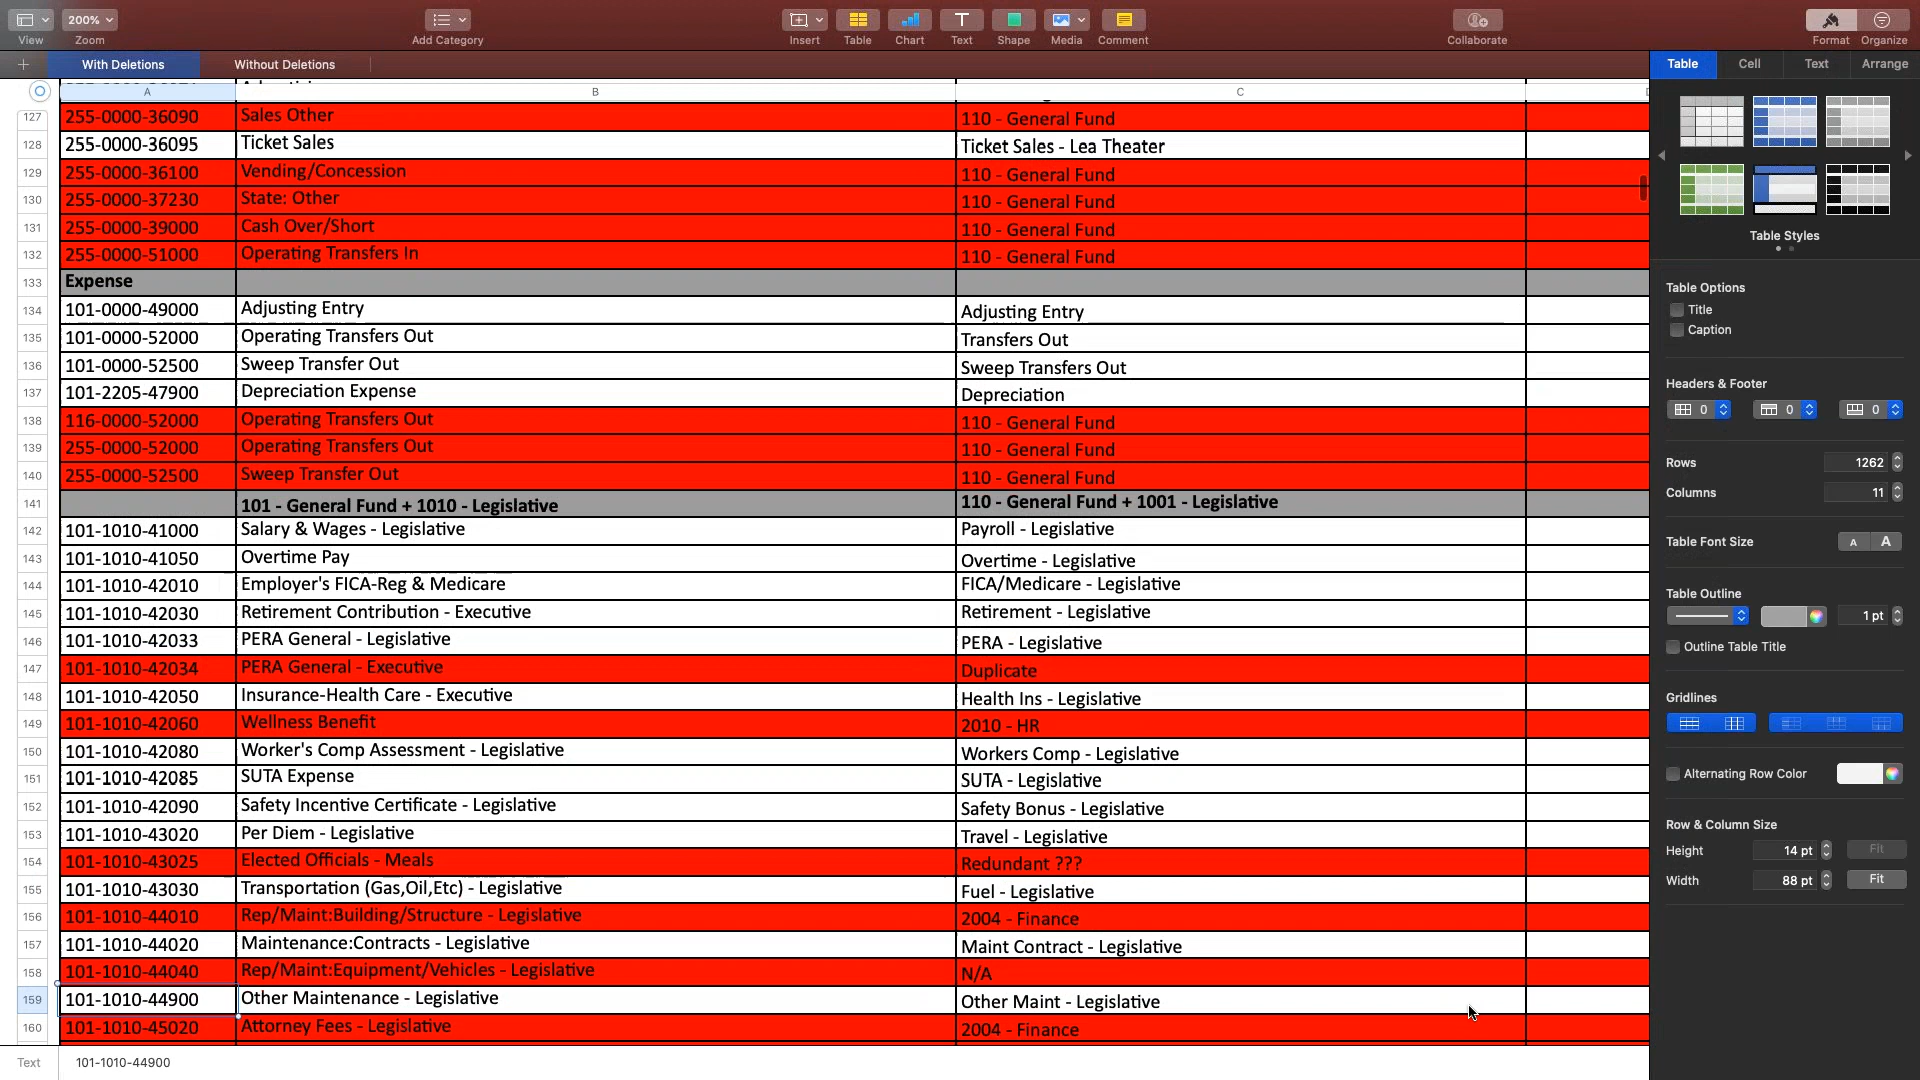 200%
View
Zoom
Add Category
Insert
Table
Chart
T
Text
Shape
Media
Comment
Collaborate
Format
Organize
+
With Deletions
Without Deletions
Table
Cell
Text
Arrange
A
B
C
127 255-0000-36090 Sales Other 110 - General Fund
128 255-0000-36095 Ticket Sales Ticket Sales - Lea Theater
129 255-0000-36100 Vending/Concession 110 - General Fund
130 255-0000-37230 State: Other 110 - General Fund
131 255-0000-39000 Cash Over/Short 110 - General Fund
132 255-0000-51000 Operating Transfers In 110 - General Fund
133 Expense
134 101-0000-49000 Adjusting Entry Adjusting Entry
135 101-0000-52000 Operating Transfers Out Transfers Out
136 101-0000-52500 Sweep Transfer Out Sweep Transfers Out
137 101-2205-47900 Depreciation Expense Depreciation
138 116-0000-52000 Operating Transfers Out 110 - General Fund
139 255-0000-52000 Operating Transfers Out 110 - General Fund
140 255-0000-52500 Sweep Transfer Out 110 - General Fund
141 101 - General Fund + 1010 - Legislative 110 - General Fund + 1001 - Legislative
142 101-1010-41000 Salary & Wages - Legislative Payroll - Legislative
143 101-1010-41050 Overtime Pay Overtime - Legislative
144 101-1010-42010 Employer's FICA-Reg & Medicare FICA/Medicare - Legislative
145 101-1010-42030 Retirement Contribution - Executive Retirement - Legislative
146 101-1010-42033 PERA General - Legislative PERA - Legislative
147 101-1010-42034 PERA General - Executive Duplicate
148 101-1010-42050 Insurance-Health Care - Executive Health Ins - Legislative
149 101-1010-42060 Wellness Benefit 2010 - HR
150 101-1010-42080 Worker's Comp Assessment - Legislative Workers Comp - Legislative
151 101-1010-42085 SUTA Expense SUTA - Legislative
152 101-1010-42090 Safety Incentive Certificate - Legislative Safety Bonus - Legislative
153 101-1010-43020 Per Diem - Legislative Travel - Legislative
154 101-1010-43025 Elected Officials - Meals Redundant ???
155 101-1010-43030 Transportation (Gas,Oil,Etc) - Legislative Fuel - Legislative
156 101-1010-44010 Rep/Maint:Building/Structure - Legislative 2004 - Finance
157 101-1010-44020 Maintenance:Contracts - Legislative Maint Contract - Legislative
158 101-1010-44040 Rep/Maint:Equipment/Vehicles - Legislative N/A
159 101-1010-44900 Other Maintenance - Legislative Other Maint - Legislative
160 101-1010-45020 Attorney Fees - Legislative 2004 - Finance
Text 101-1010-44900
Table Styles
Table Options
Title
Caption
Headers & Footer
0 0 0
Rows 1262
Columns 11
Table Font Size A A
Table Outline
1 pt
Outline Table Title
Gridlines
Alternating Row Color
Row & Column Size
Height 14 pt Fit
Width 88 pt Fit